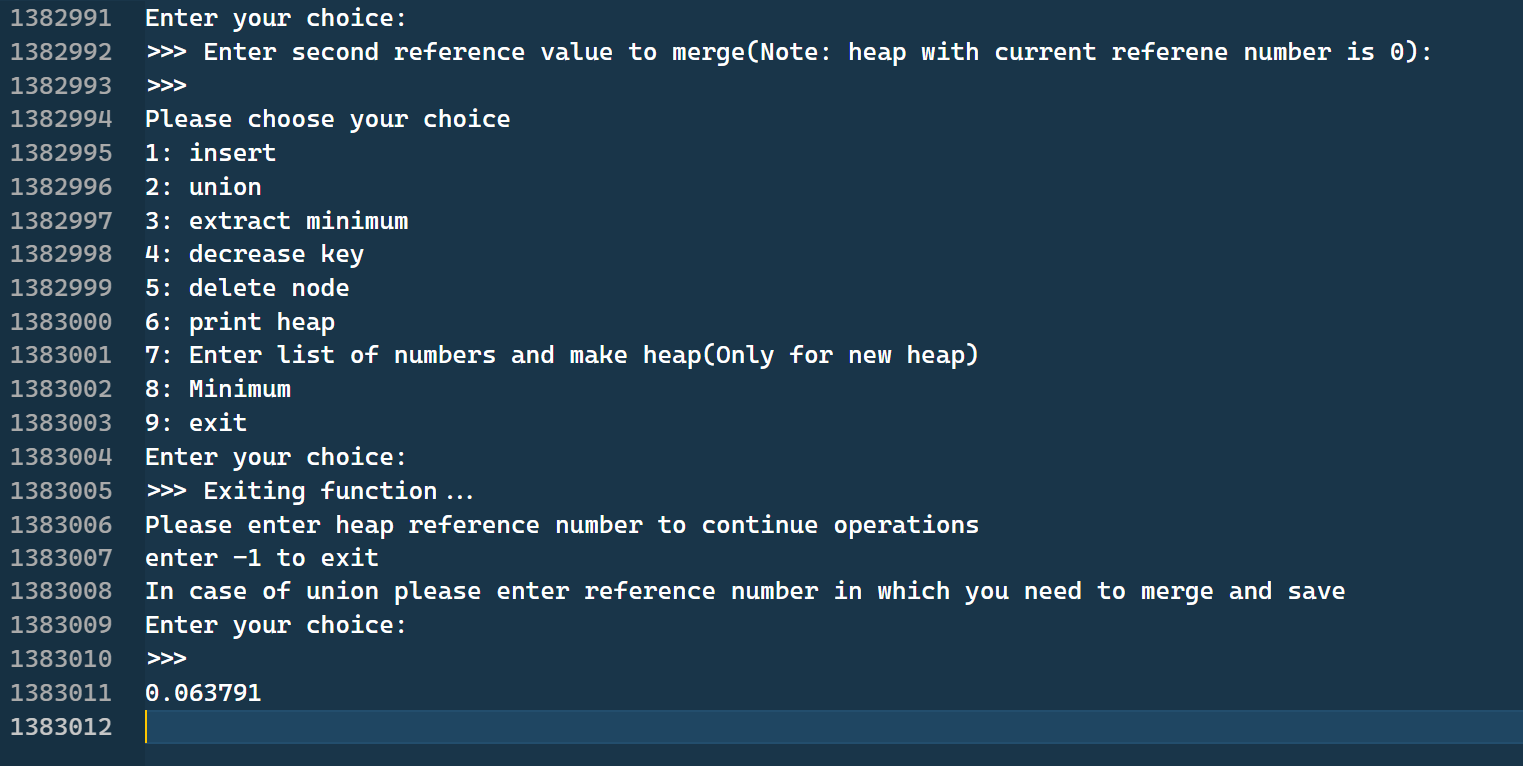 1382991 Enter your choice:
1382992 >>> Enter second reference value to merge(Note: heap with current referene number is 0):
1382993 >>>
1382994 Please choose your choice
1382995 1: insert
1382996 2: union
1382997 3: extract minimum
1382998 4: decrease key
1382999 5: delete node
1383000 6: print heap
1383001 7: Enter list of numbers and make heap(Only for new heap)
1383002 8: Minimum
1383003 9: exit
1383004 Enter your choice:
1383005 >>> Exiting function...
1383006 Please enter heap reference number to continue operations
1383007 enter -1 to exit
1383008 In case of union please enter reference number in which you need to merge and save
1383009 Enter your choice:
1383010 >>>
1383011 0.063791
1383012